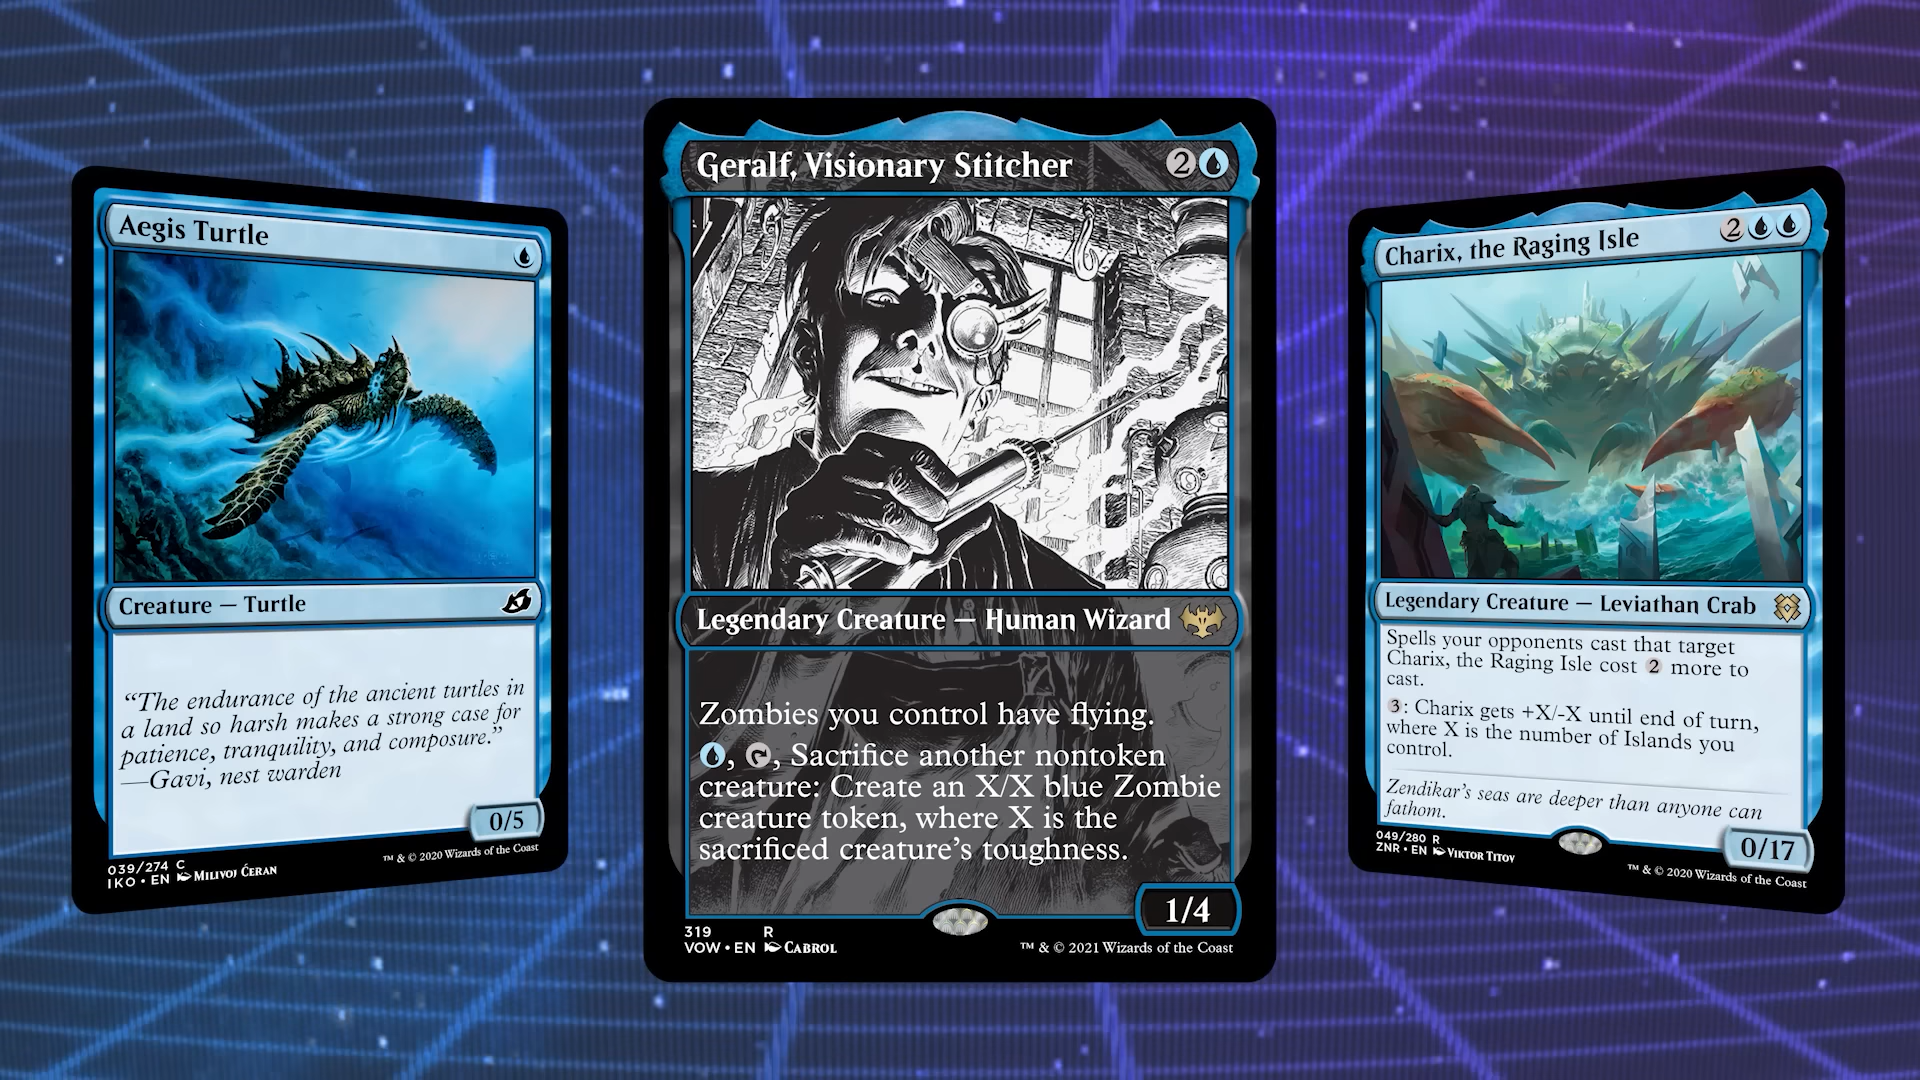 Aegis Turtle
Creature — Turtle
“The endurance of the ancient turtles in
a land so harsh makes a strong case for
patience, tranquility, and composure.”
—Gavi, nest warden
0/5
039/274 C
IKO • EN Milivoj Ćeran
™ & © 2020 Wizards of the Coast
Geralf, Visionary Stitcher
2
Legendary Creature — Human Wizard
Zombies you control have flying.
, , Sacrifice another nontoken
creature: Create an X/X blue Zombie
creature token, where X is the
sacrificed creature’s toughness.
1/4
319 R
VOW • EN Cabrol
™ & © 2021 Wizards of the Coast
Charix, the Raging Isle
2
Legendary Creature — Leviathan Crab
Spells your opponents cast that target
Charix, the Raging Isle cost 2 more to
cast.
3: Charix gets +X/-X until end of turn,
where X is the number of Islands you
control.
Zendikar’s seas are deeper than anyone can
fathom.
0/17
049/280 R
ZNR • EN Viktor Titov
™ & © 2020 Wizards of the Coast